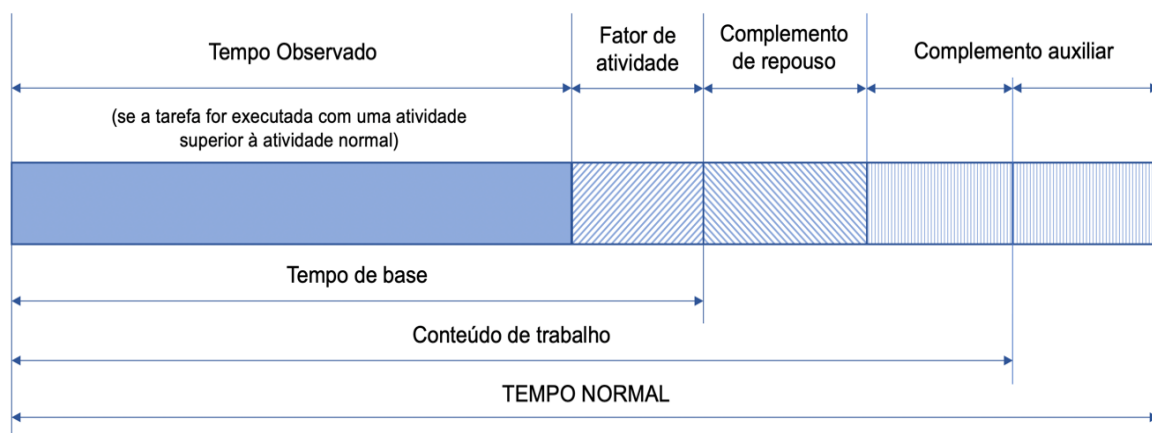 Tempo Observado
Fator de
atividade
Complemento
de repouso
Complemento auxiliar
(se a tarefa for executada com uma atividade
superior à atividade normal)
Tempo de base
Conteúdo de trabalho
TEMPO NORMAL